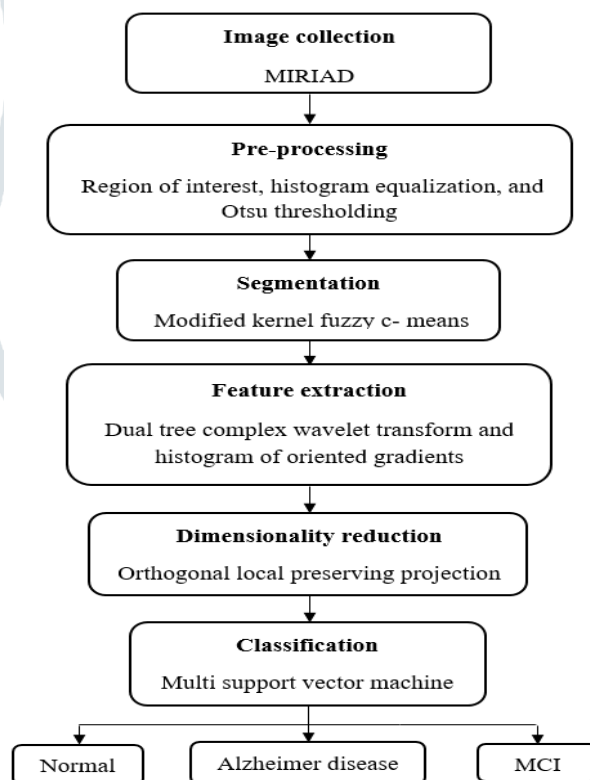 Image collection
MIRIAD
Pre-processing
Region of interest, histogram equalization, and
Otsu thresholding
Segmentation
Modified kernel fuzzy c- means
Feature extraction
Dual tree complex wavelet transform and
histogram of oriented gradients
Dimensionality reduction
Orthogonal local preserving projection
Classification
Multi support vector machine
Normal
Alzheimer disease
MCI